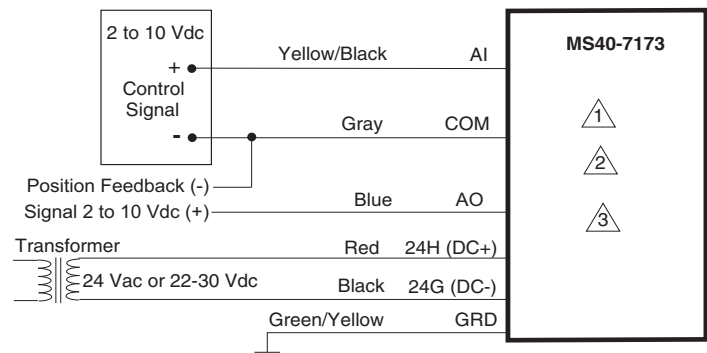 2 to 10 Vdc
+
Control
Signal
-
Yellow/Black AI
Gray COM
Position Feedback (-)
Signal 2 to 10 Vdc (+)
Blue AO
Transformer
24 Vac or 22-30 Vdc
Red 24H (DC+)
Black 24G (DC-)
Green/Yellow GRD
MS40-7173
1
2
3